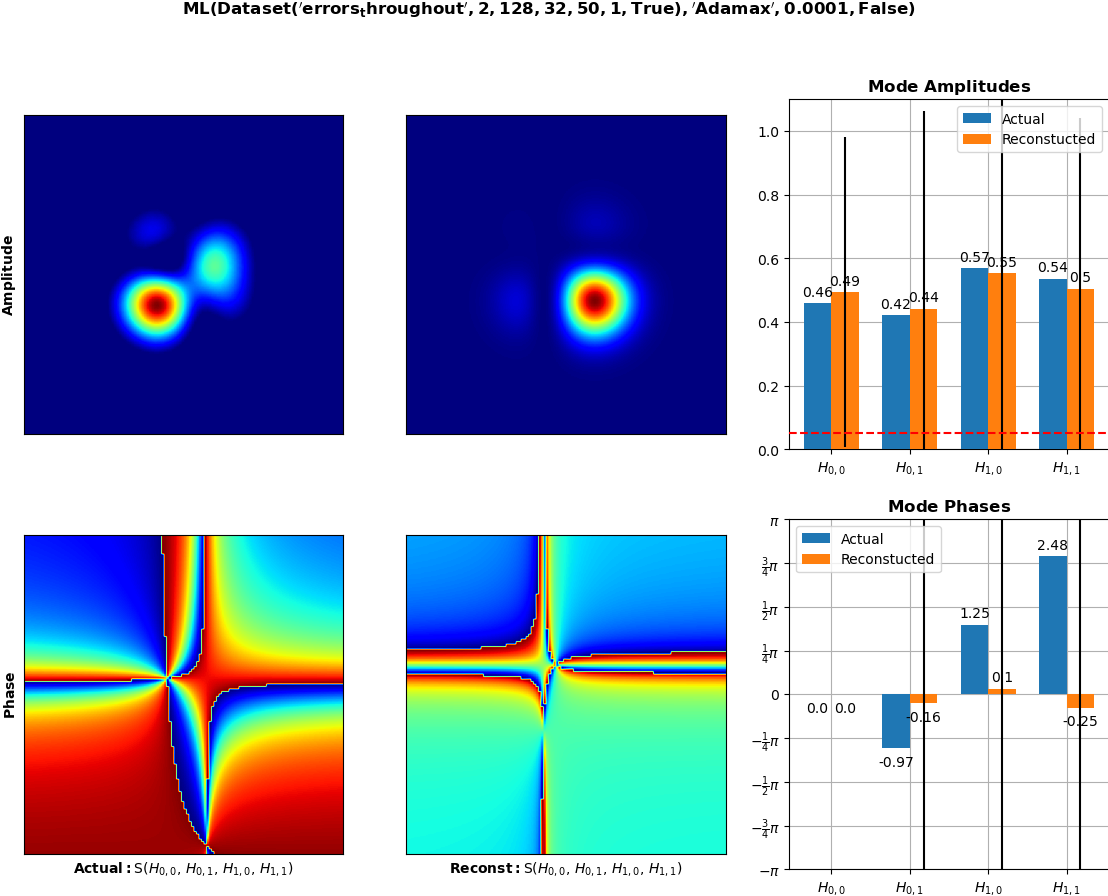 ML(Dataset('errors_throughout', 2, 128, 32, 50, 1, True), 'Adamax', 0.0001, False)
Mode Amplitudes
Amplitude
Actual
Reconstucted
1.0
0.8
0.6
0.4
0.2
0.0
0.46
0.49
0.42
0.44
0.57
0.55
0.54
0.5
H0,0
H0,1
H1,0
H1,1
Mode Phases
Phase
Actual
Reconstucted
π
3/4π
1/2π
1/4π
0
−1/4π
−1/2π
−3/4π
−π
0.0
0.0
-0.97
-0.16
1.25
0.1
2.48
-0.25
H0,0
H0,1
H1,0
H1,1
Actual: S(H0,0, H0,1, H1,0, H1,1)
Reconst: S(H0,0, H0,1, H1,0, H1,1)